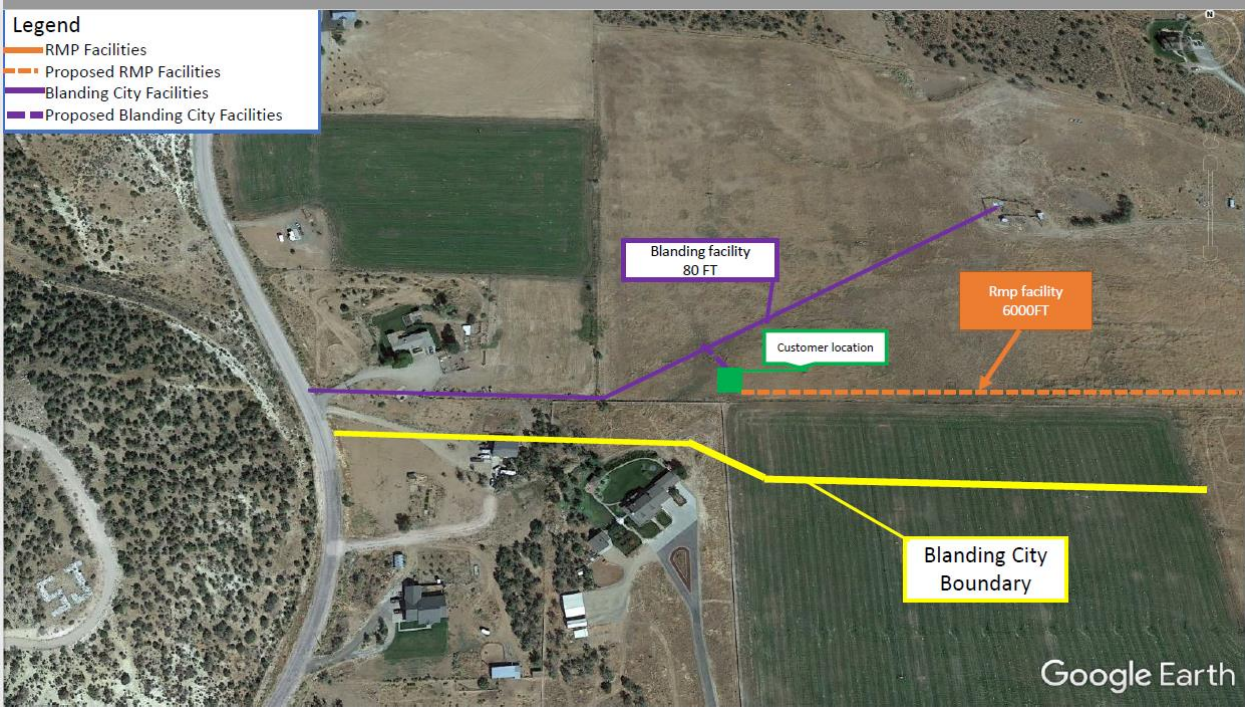 Legend
RMP Facilities
Proposed RMP Facilities
Blanding City Facilities
Proposed Blanding City Facilities
N
Blanding facility
80 FT
Rmp facility
6000FT
Customer location
Blanding City
Boundary
Google Earth